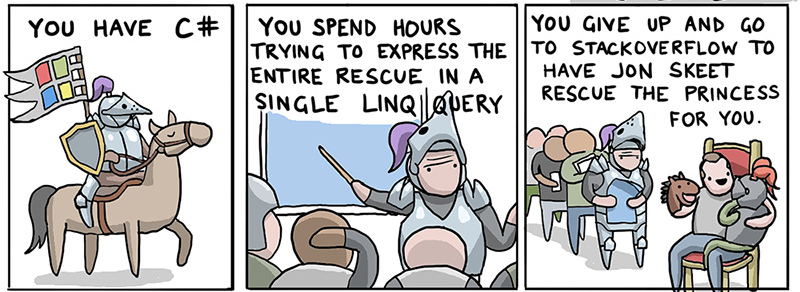 YOU HAVE C#
YOU SPEND HOURS
TRYING TO EXPRESS THE
ENTIRE RESCUE IN A
SINGLE LINQ QUERY
YOU GIVE UP AND GO
TO STACKOVERFLOW TO
HAVE JON SKEET
RESCUE THE PRINCESS
FOR YOU.